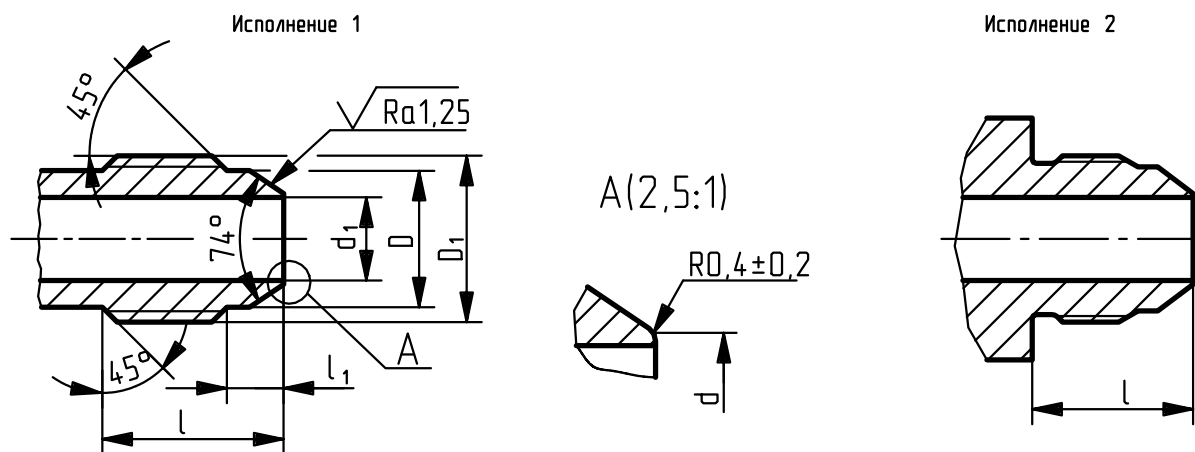 Исполнение 1
45°
Ra1,25
74°
d₁
D
D₁
A
45°
l₁
l
A(2,5:1)
R0,4±0,2
d
Исполнение 2
l